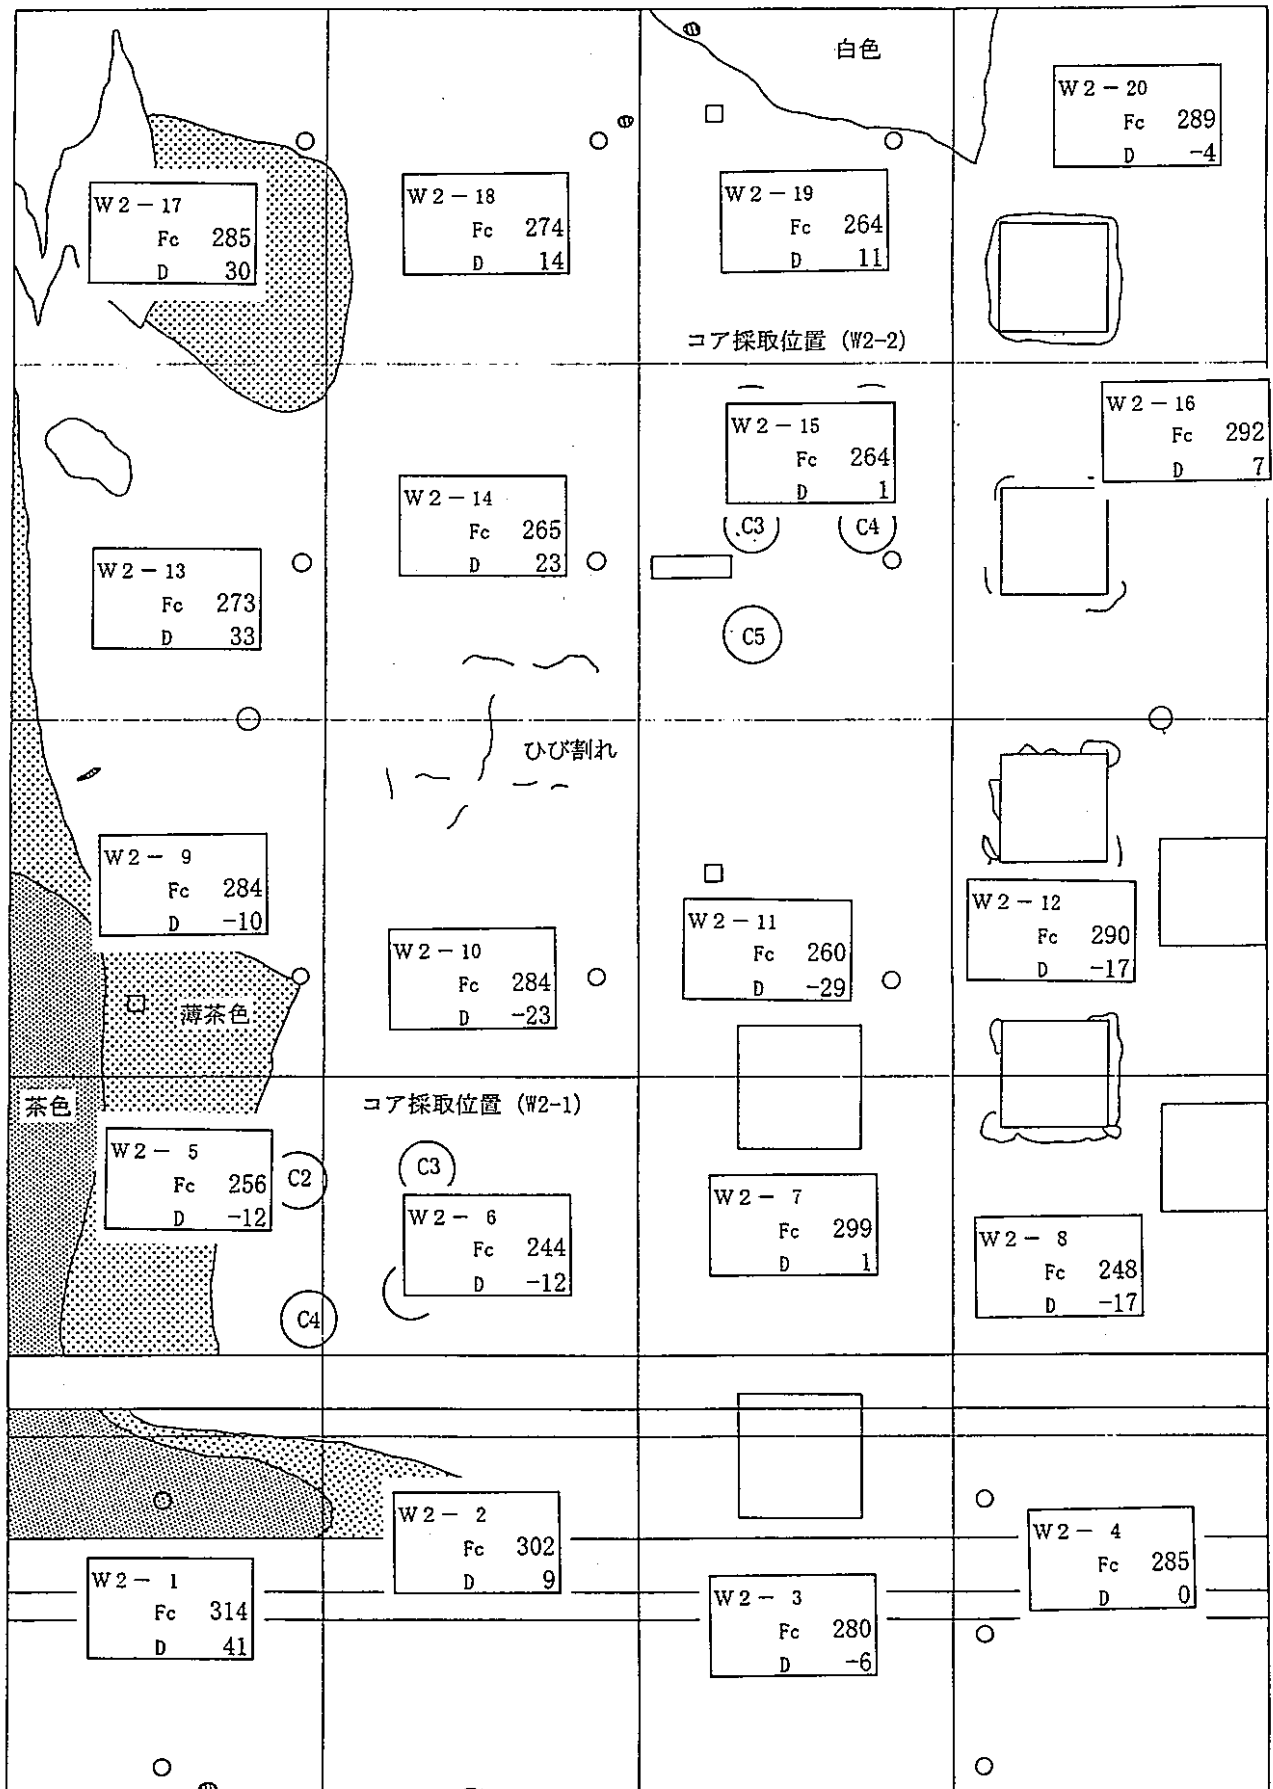 白色
W2－20
Fc 289
D -4
W2－17
Fc 285
D 30
W2－18
Fc 274
D 14
W2－19
Fc 264
D 11
コア採取位置 (W2-2)
W2－16
Fc 292
D 7
W2－15
Fc 264
D 1
C3
C4
W2－14
Fc 265
D 23
W2－13
Fc 273
D 33
C5
ひび割れ
W2－ 9
Fc 284
D -10
W2－12
Fc 290
D -17
W2－11
Fc 260
D -29
W2－10
Fc 284
D -23
薄茶色
茶色
コア採取位置 (W2-1)
W2－ 5
Fc 256
D -12
C2
C3
W2－ 6
Fc 244
D -12
W2－ 7
Fc 299
D 1
W2－ 8
Fc 248
D -17
C4
W2－ 2
Fc 302
D 9
W2－ 4
Fc 285
D 0
W2－ 1
Fc 314
D 41
W2－ 3
Fc 280
D -6